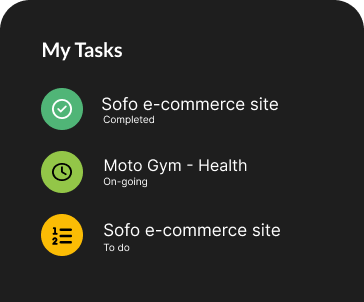 My Tasks
Sofo e-commerce site
Completed
Moto Gym - Health
On-going
Sofo e-commerce site
To do